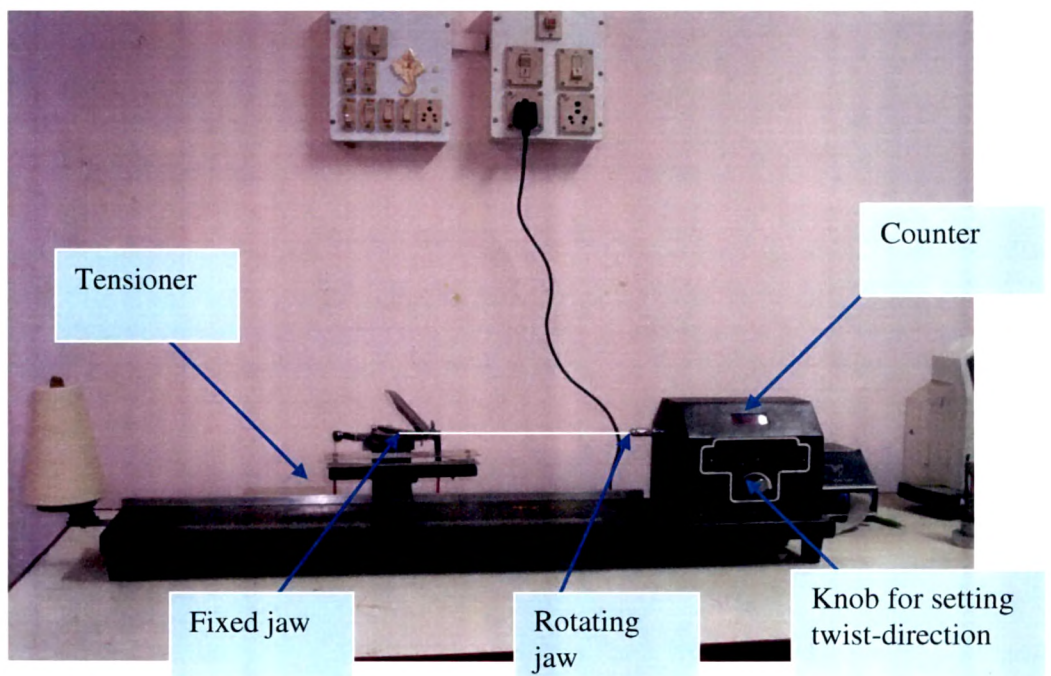 Counter
Tensioner
Fixed jaw
Rotating
jaw
Knob for setting
twist-direction